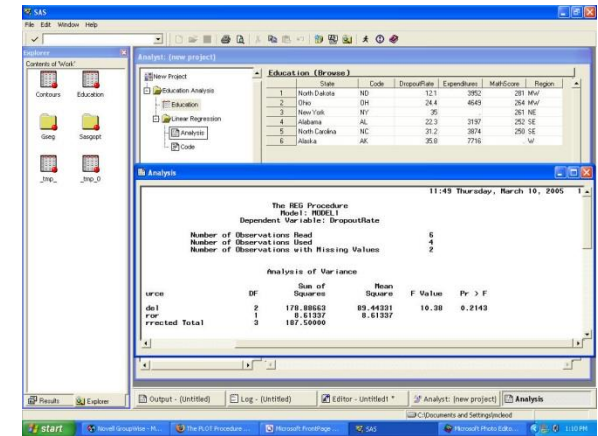 SAS
File Edit Window Help
Explorer
Contents of 'Work'
Contours Education
Gseg Sasgopt
_tmp_ _tmp_0
Analyst: (new project)
New Project
Education Analysis
Education
Linear Regression
Analysis
Code
Education (Browse)
State Code DropoutRate Expenditures MathScore Region
1 North Dakota ND 12.1 3952 281 MW
2 Ohio OH 24.4 4649 264 MW
3 New York NY 35 261 NE
4 Alabama AL 22.3 3197 252 SE
5 North Carolina NC 31.2 3874 250 SE
6 Alaska AK 35.8 7716 . W
Analysis
11:49 Thursday, March 10, 2005 1
The REG Procedure
Model: MODEL1
Dependent Variable: DropoutRate
Number of Observations Read 6
Number of Observations Used 4
Number of Observations with Missing Values 2
Analysis of Variance
Sum of Mean
urce DF Squares Square F Value Pr > F
del 2 178.88663 89.44331 10.38 0.2143
ror 1 8.61337 8.61337
rrected Total 3 187.50000
Results Explorer
Output - (Untitled) Log - (Untitled) Editor - Untitled1 * Analyst: (new project) Analysis
C:\Documents and Settings\mcleod
start Novell GroupWise - M... The PLOT Procedure ... Microsoft FrontPage ... SAS Microsoft Photo Edito... 1:10 PM